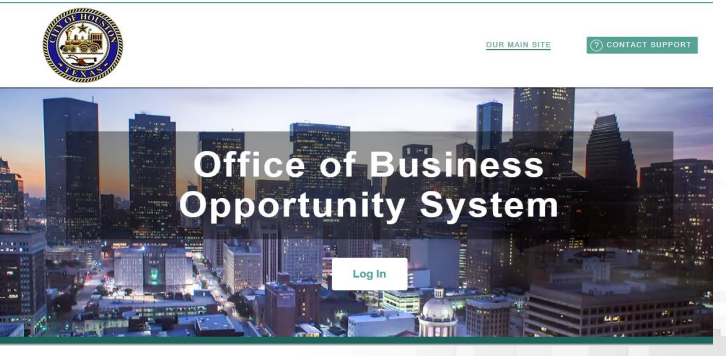 CITY OF HOUSTON
TEXAS
OUR MAIN SITE
? CONTACT SUPPORT
Office of Business
Opportunity System
Log In